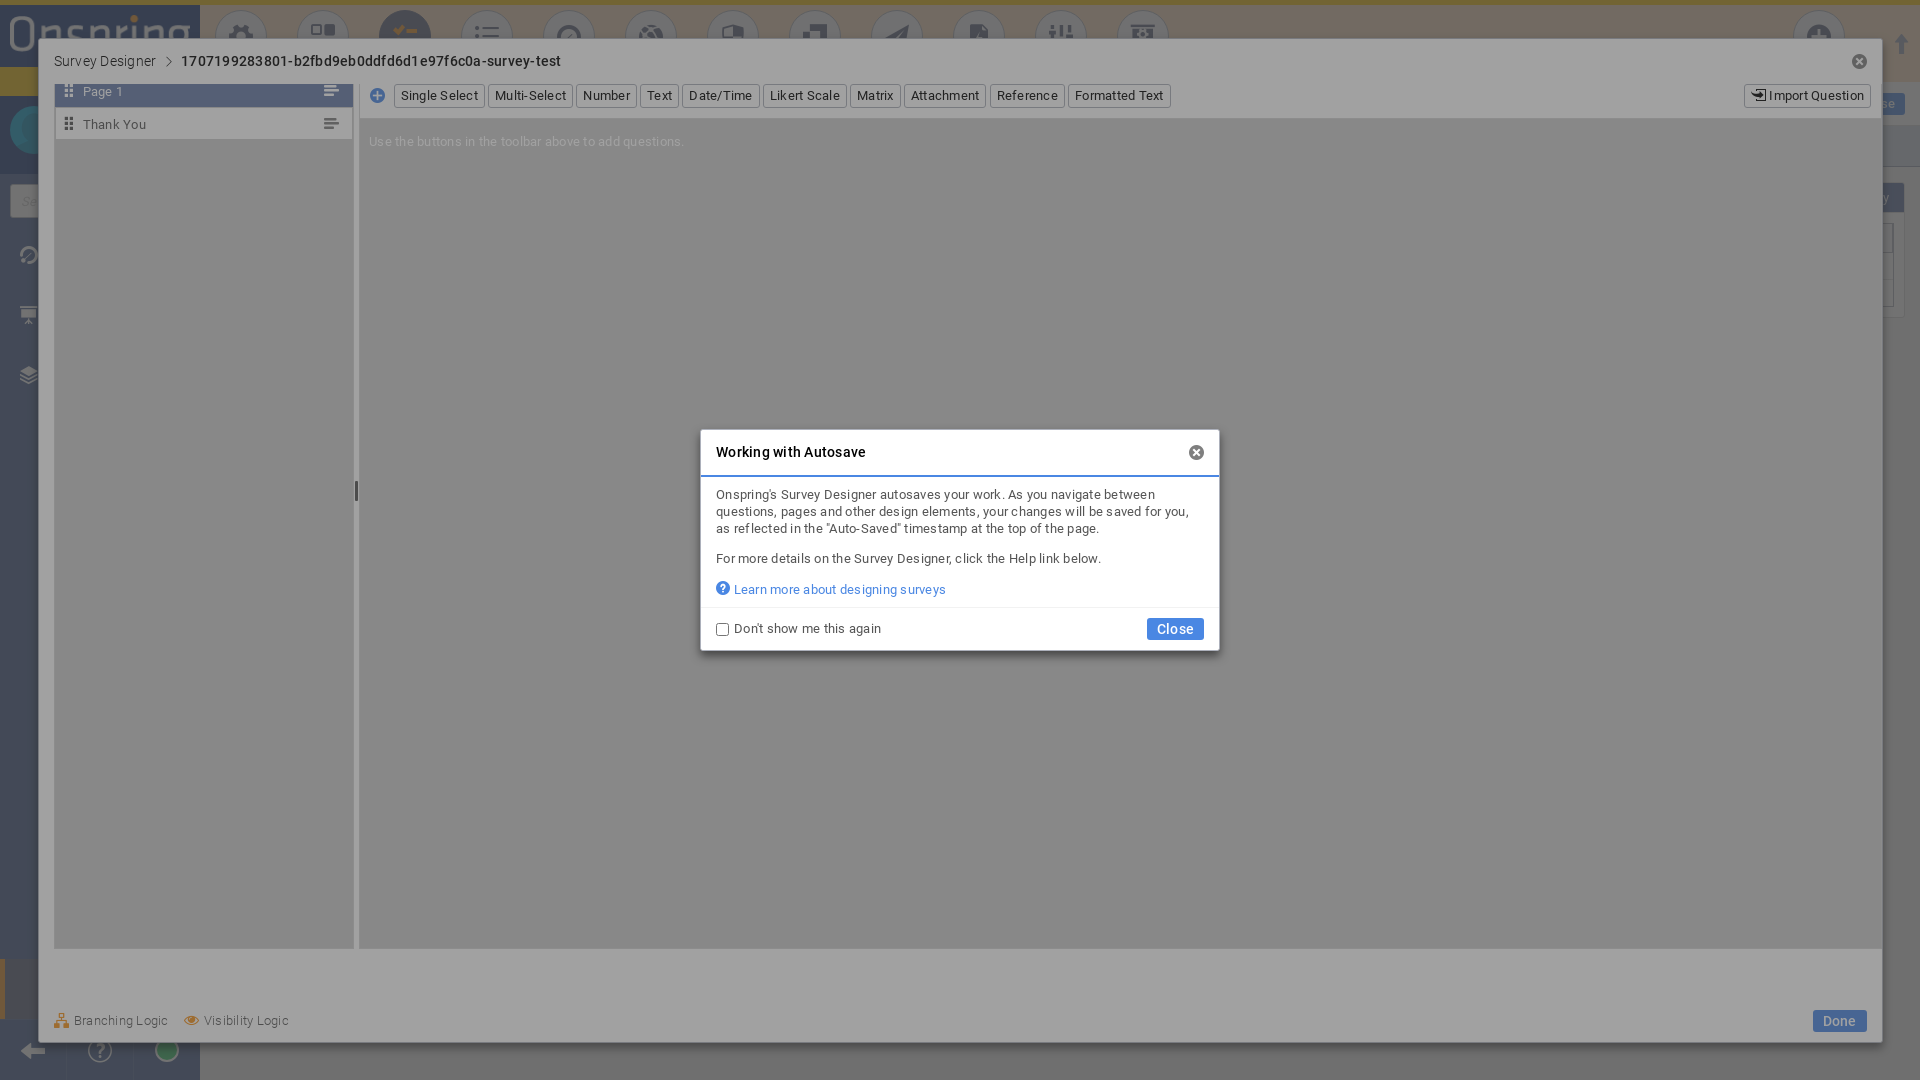 Onspring
Survey Designer
1707199283801-b2fbd9eb0ddfd6d1e97f6c0a-survey-test
Page 1
Thank You
Single Select
Multi-Select
Number
Text
Date/Time
Likert Scale
Matrix
Attachment
Reference
Formatted Text
Import Question
Use the buttons in the toolbar above to add questions.
Working with Autosave
Onspring's Survey Designer autosaves your work. As you navigate between
questions, pages and other design elements, your changes will be saved for you,
as reflected in the "Auto-Saved" timestamp at the top of the page.
For more details on the Survey Designer, click the Help link below.
Learn more about designing surveys
Don't show me this again
Close
Branching Logic
Visibility Logic
Done